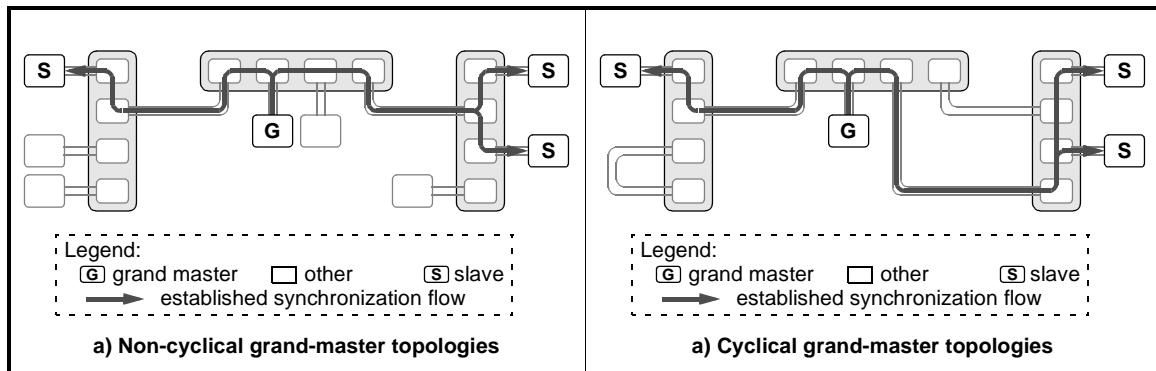 S
S
G
S
Legend:
G grand master other S slave
established synchronization flow
a) Non-cyclical grand-master topologies
S
S
G
S
Legend:
G grand master other S slave
established synchronization flow
a) Cyclical grand-master topologies